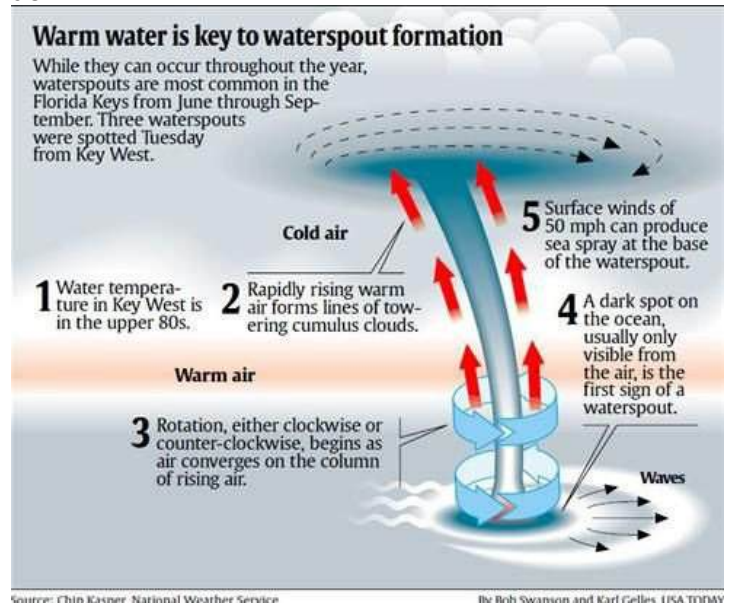 Warm water is key to waterspout formation
While they can occur throughout the year,
waterspouts are most common in the
Florida Keys from June through Sep-
tember. Three waterspouts
were spotted Tuesday
from Key West.
Cold air
1 Water tempera-
ture in Key West is
in the upper 80s.
2 Rapidly rising warm
air forms lines of tow-
ering cumulus clouds.
5 Surface winds of
50 mph can produce
sea spray at the base
of the waterspout.
4 A dark spot on
the ocean,
usually only
visible from
the air, is the
first sign of a
waterspout.
Warm air
3 Rotation, either clockwise or
counter-clockwise, begins as
air converges on the column
of rising air.
Waves
Source: Chip Kasper, National Weather Service
By Bob Swanson and Karl Gelles, USA TODAY